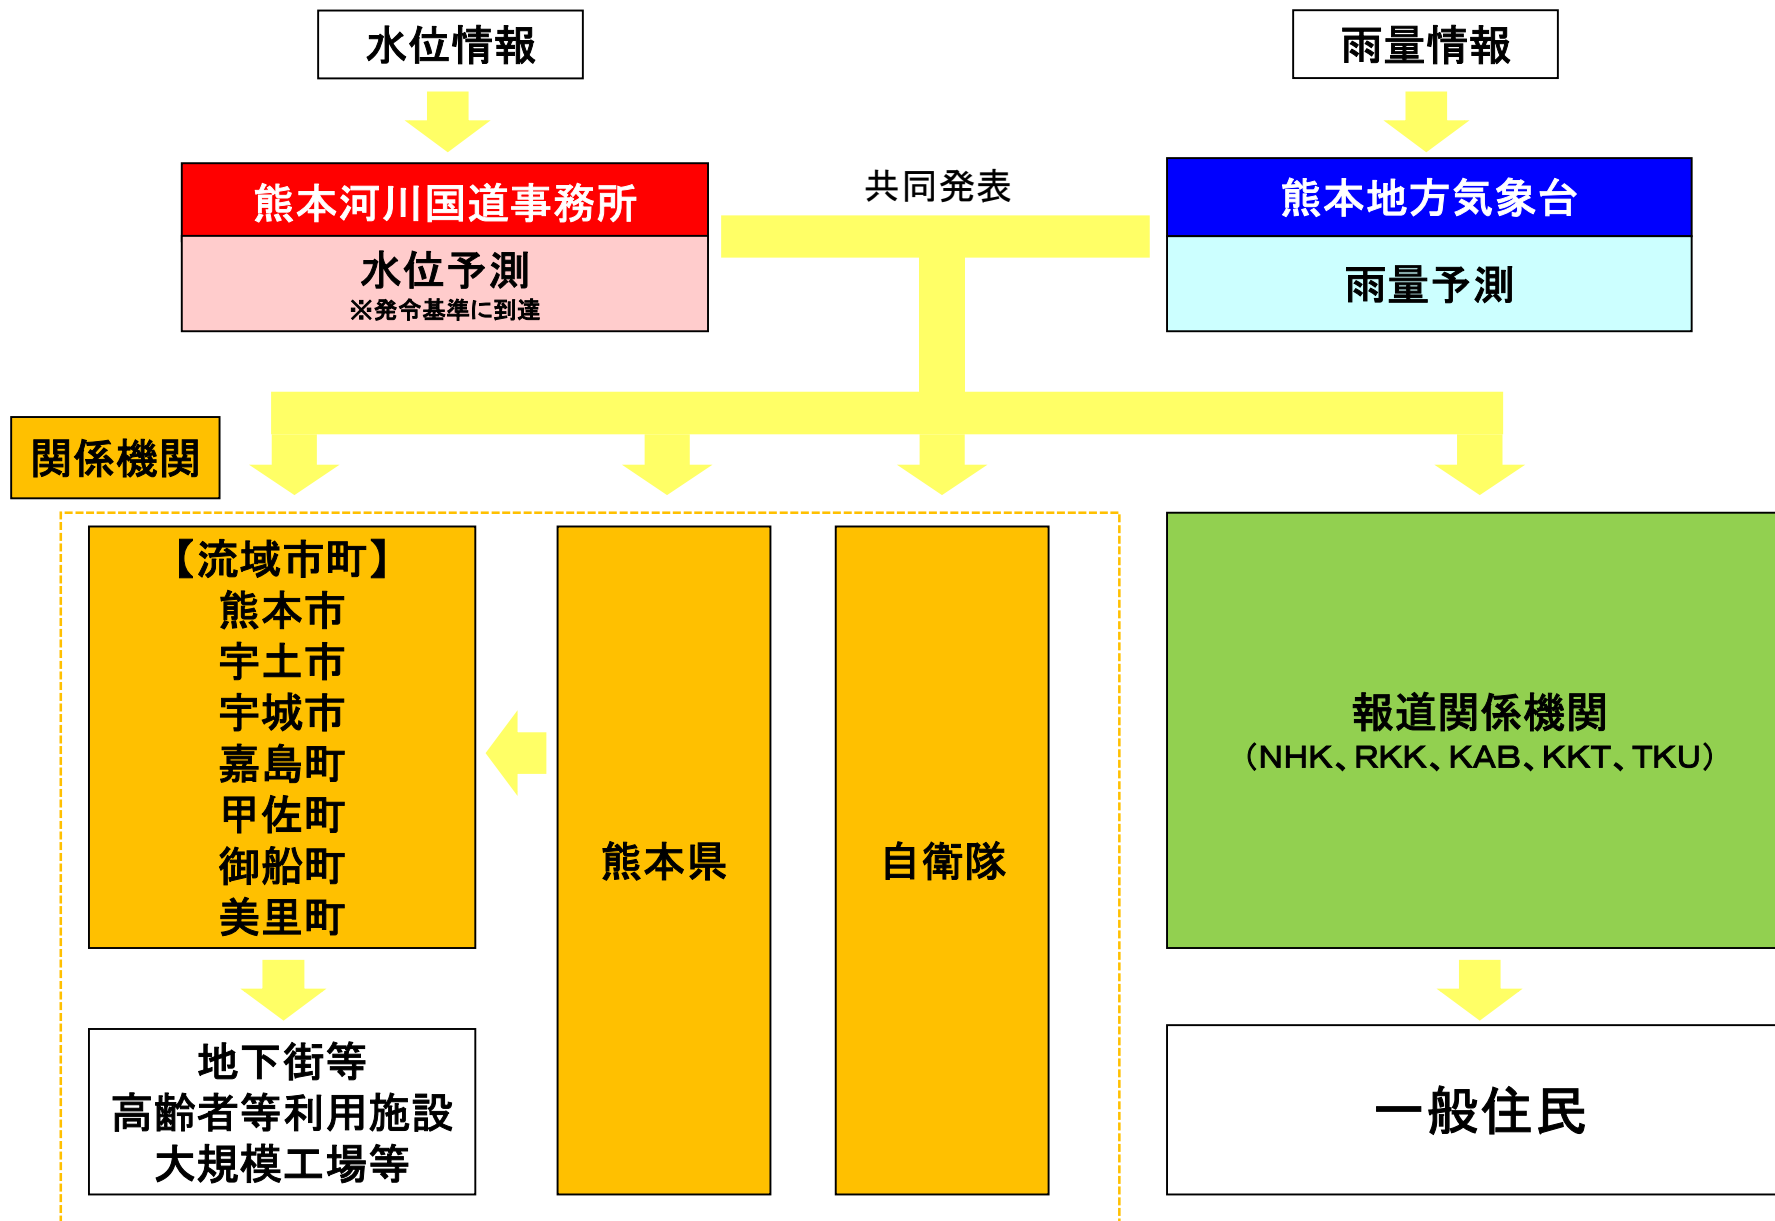 水位情報
雨量情報
熊本河川国道事務所
水位予測
※発令基準に到達
共同発表
熊本地方気象台
雨量予測
関係機関
【流域市町】
熊本市
宇土市
宇城市
嘉島町
甲佐町
御船町
美里町
熊本県
自衛隊
報道関係機関
（NHK、RKK、KAB、KKT、TKU）
地下街等
高齢者等利用施設
大規模工場等
一般住民